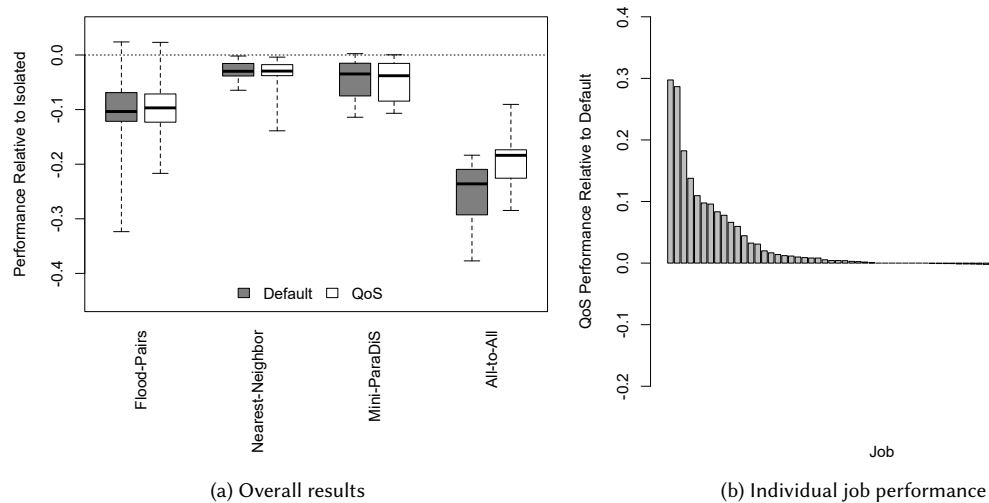 Performance Relative to Isolated
0.0
-0.1
-0.2
-0.3
-0.4
Default
QoS
Flood-Pairs
Nearest-Neighbor
Mini-ParaDiS
All-to-All
(a) Overall results
QoS Performance Relative to Default
0.4
0.3
0.2
0.1
0.0
-0.1
-0.2
Job
(b) Individual job performance